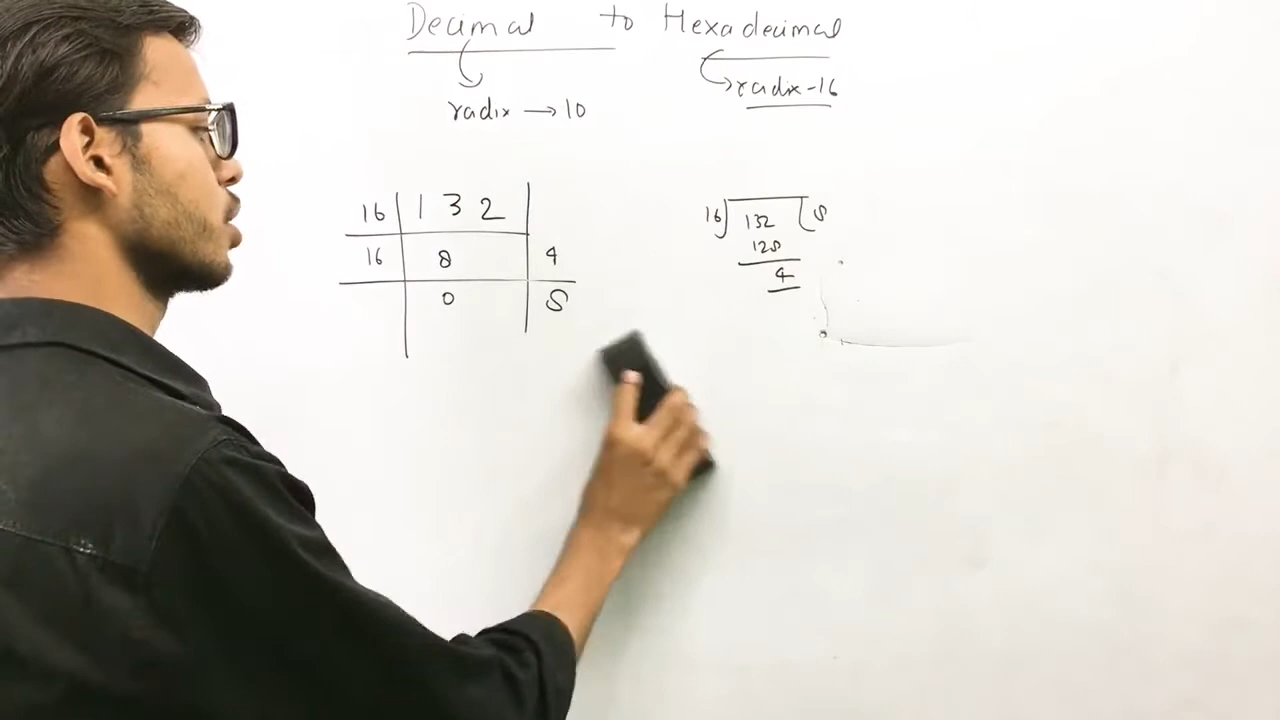 Decimal to Hexadecimal
radix → 10
radix - 16
16 1 3 2
16 8 4
0 8
16 132 8
128
4